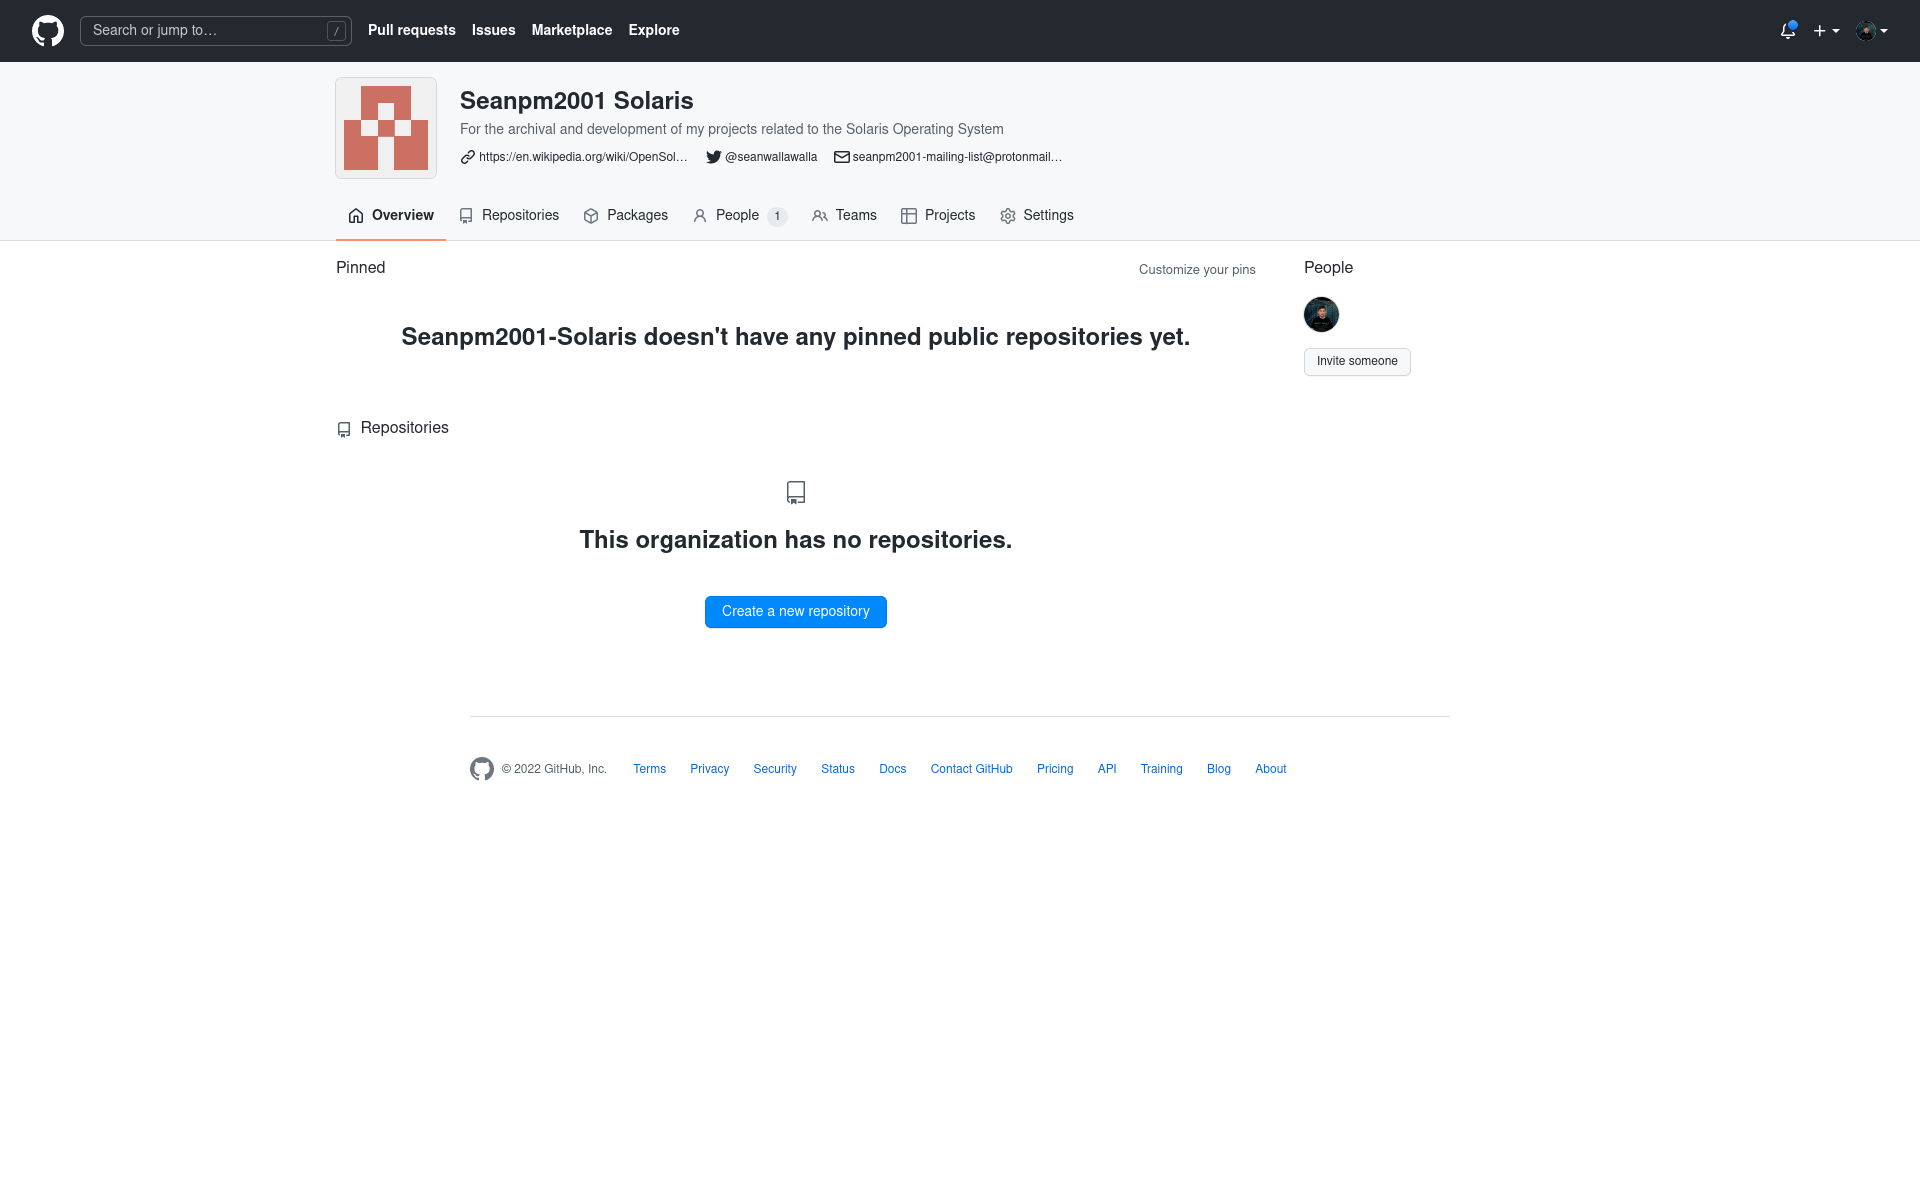 Search or jump to…
/
Pull requests Issues Marketplace Explore
Seanpm2001 Solaris
For the archival and development of my projects related to the Solaris Operating System
https://en.wikipedia.org/wiki/OpenSol… @seanwallawalla seanpm2001-mailing-list@protonmail…
Overview Repositories Packages People 1 Teams Projects Settings
Pinned
Customize your pins
Seanpm2001-Solaris doesn't have any pinned public repositories yet.
People
Invite someone
Repositories
This organization has no repositories.
Create a new repository
© 2022 GitHub, Inc. Terms Privacy Security Status Docs Contact GitHub Pricing API Training Blog About